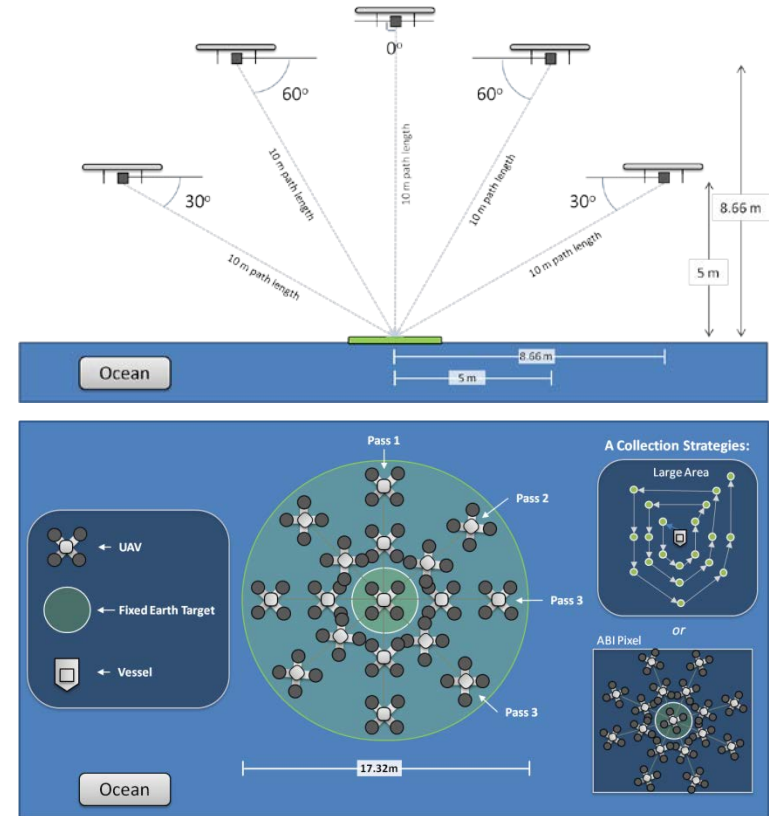 0°
60°
60°
30°
30°
10 m path length
10 m path length
10 m path length
10 m path length
10 m path length
8.66 m
5 m
8.66 m
5 m
Ocean
Pass 1
A Collection Strategies:
Large Area
Pass 2
UAV
Fixed Earth Target
Pass 3
or
ABI Pixel
Vessel
Pass 3
17.32m
Ocean